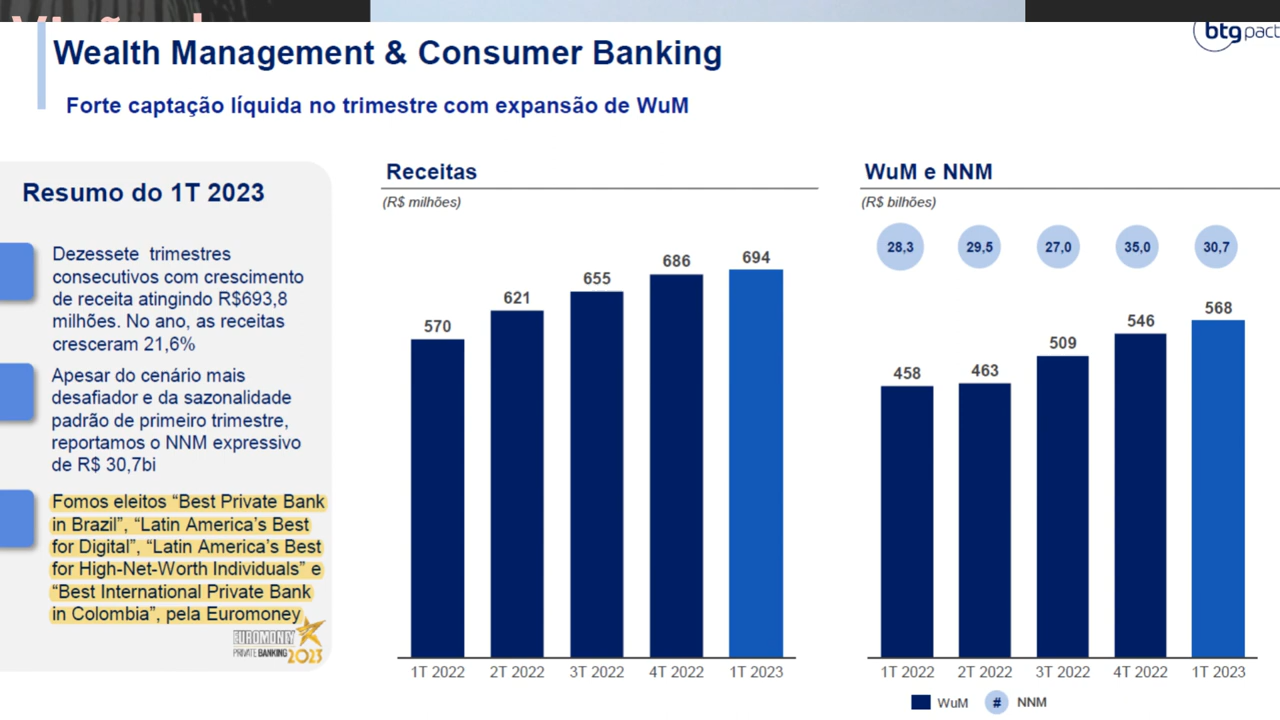 Wealth Management & Consumer Banking
btg pact
Forte captação líquida no trimestre com expansão de WuM
Resumo do 1T 2023
Dezessete trimestres
consecutivos com crescimento
de receita atingindo R$693,8
milhões. No ano, as receitas
cresceram 21,6%
Apesar do cenário mais
desafiador e da sazonalidade
padrão de primeiro trimestre,
reportamos o NNM expressivo
de R$ 30,7bi
Fomos eleitos “Best Private Bank
in Brazil”, “Latin America’s Best
for Digital”, “Latin America’s Best
for High-Net-Worth Individuals” e
“Best International Private Bank
in Colombia”, pela Euromoney
EUROMONEY
PRIVATE BANKING 2023
Receitas
(R$ milhões)
570
621
655
686
694
1T 2022
2T 2022
3T 2022
4T 2022
1T 2023
WuM e NNM
(R$ bilhões)
28,3
29,5
27,0
35,0
30,7
458
463
509
546
568
1T 2022
2T 2022
3T 2022
4T 2022
1T 2023
WuM
# NNM